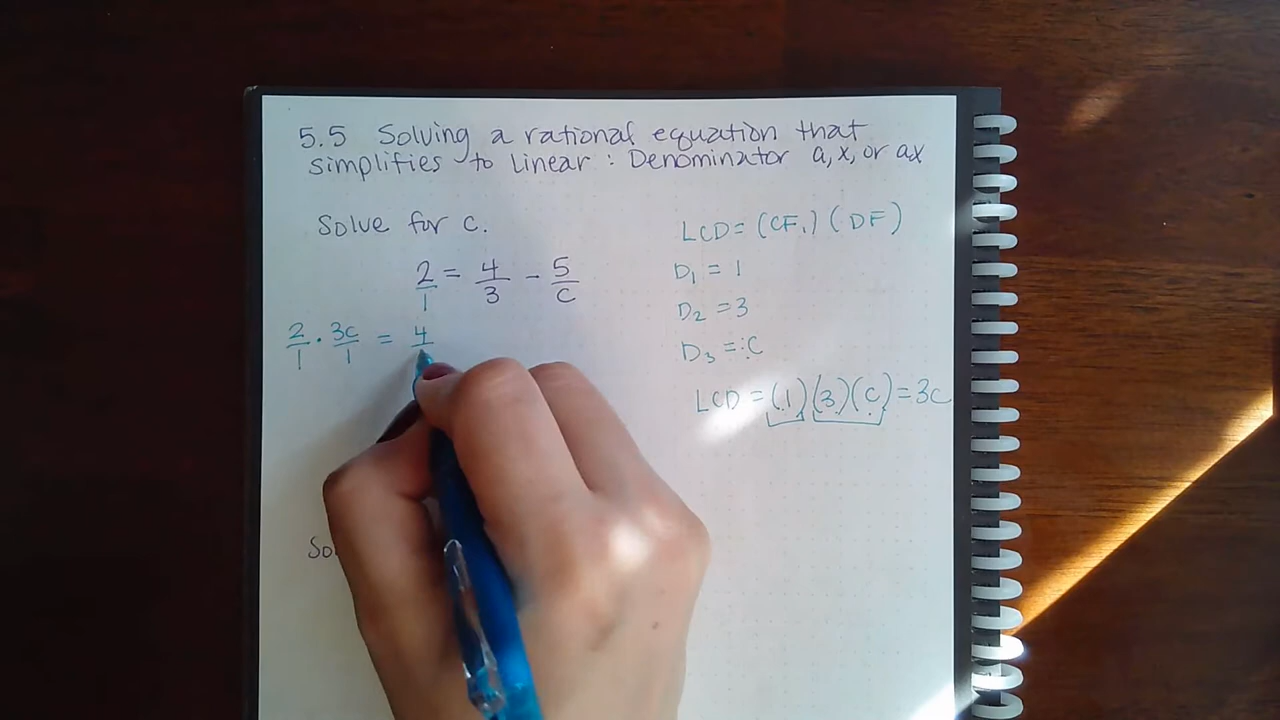 5.5 Solving a rational equation that
simplifies to linear : Denominator a, x, or ax
Solve for c.
2/1 = 4/3 - 5/c
2/1 · 3c/1 = 4
LCD = (CF,) (DF)
D₁ = 1
D₂ = 3
D₃ = C
LCD = (1)(3)(c) = 3c